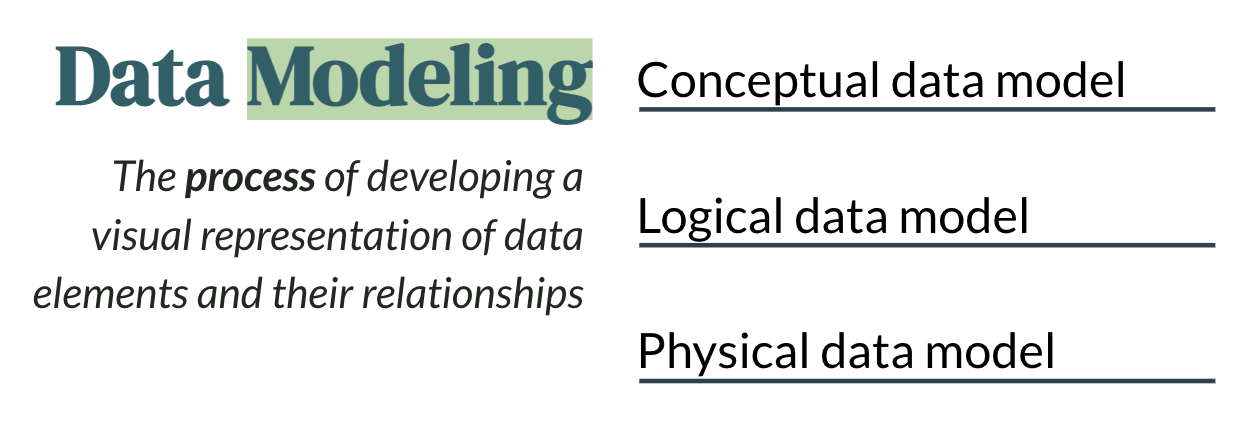 Data Modeling
The process of developing a
visual representation of data
elements and their relationships
Conceptual data model
Logical data model
Physical data model